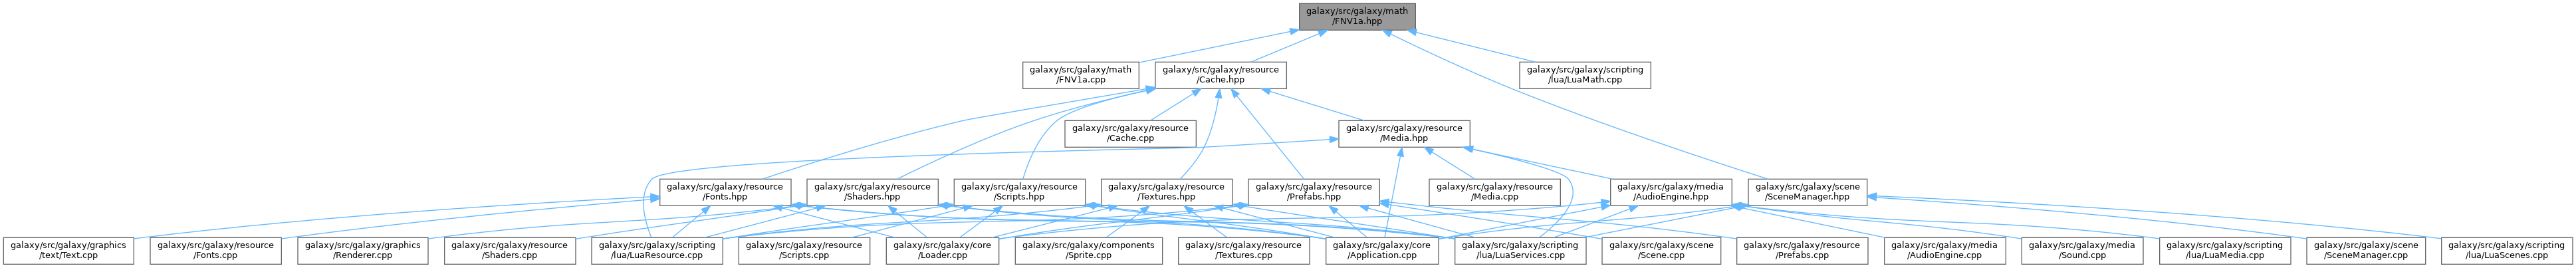 galaxy/src/galaxy/math
/FNV1a.hpp
galaxy/src/galaxy/math
/FNV1a.cpp
galaxy/src/galaxy/resource
/Cache.hpp
galaxy/src/galaxy/scripting
/lua/LuaMath.cpp
galaxy/src/galaxy/resource
/Cache.cpp
galaxy/src/galaxy/resource
/Media.hpp
galaxy/src/galaxy/resource
/Fonts.hpp
galaxy/src/galaxy/resource
/Shaders.hpp
galaxy/src/galaxy/resource
/Scripts.hpp
galaxy/src/galaxy/resource
/Textures.hpp
galaxy/src/galaxy/resource
/Prefabs.hpp
galaxy/src/galaxy/resource
/Media.cpp
galaxy/src/galaxy/media
/AudioEngine.hpp
galaxy/src/galaxy/scene
/SceneManager.hpp
galaxy/src/galaxy/graphics
/text/Text.cpp
galaxy/src/galaxy/resource
/Fonts.cpp
galaxy/src/galaxy/graphics
/Renderer.cpp
galaxy/src/galaxy/resource
/Shaders.cpp
galaxy/src/galaxy/scripting
/lua/LuaResource.cpp
galaxy/src/galaxy/resource
/Scripts.cpp
galaxy/src/galaxy/core
/Loader.cpp
galaxy/src/galaxy/components
/Sprite.cpp
galaxy/src/galaxy/resource
/Textures.cpp
galaxy/src/galaxy/core
/Application.cpp
galaxy/src/galaxy/scripting
/lua/LuaServices.cpp
galaxy/src/galaxy/scene
/Scene.cpp
galaxy/src/galaxy/resource
/Prefabs.cpp
galaxy/src/galaxy/media
/AudioEngine.cpp
galaxy/src/galaxy/media
/Sound.cpp
galaxy/src/galaxy/scripting
/lua/LuaMedia.cpp
galaxy/src/galaxy/scene
/SceneManager.cpp
galaxy/src/galaxy/scripting
/lua/LuaScenes.cpp